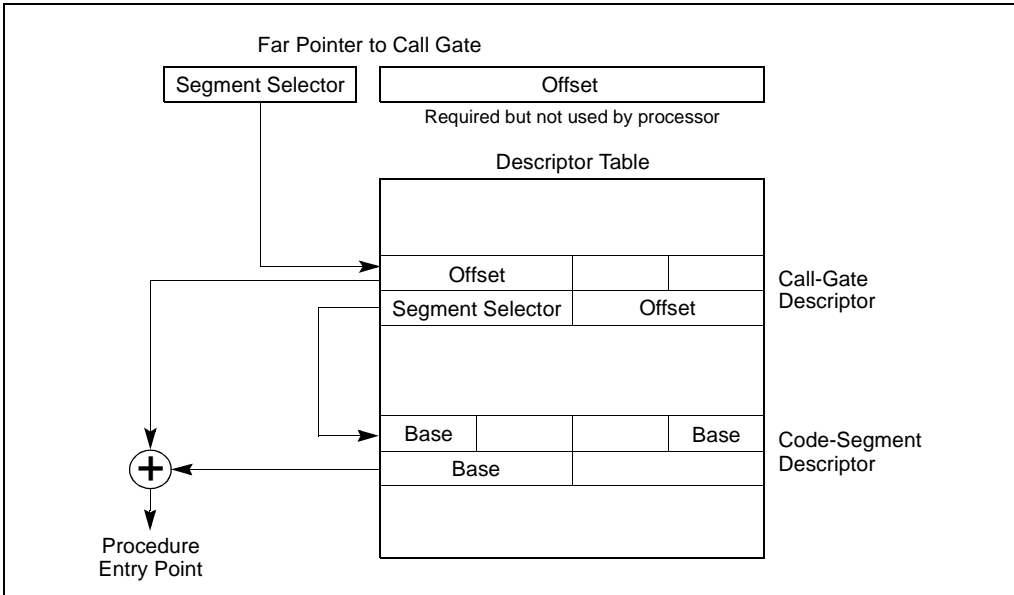 Far Pointer to Call Gate
Segment Selector
Offset
Required but not used by processor
Descriptor Table
Offset
Segment Selector
Offset
Call-Gate
Descriptor
Base
Base
Base
Code-Segment
Descriptor
+
Procedure
Entry Point